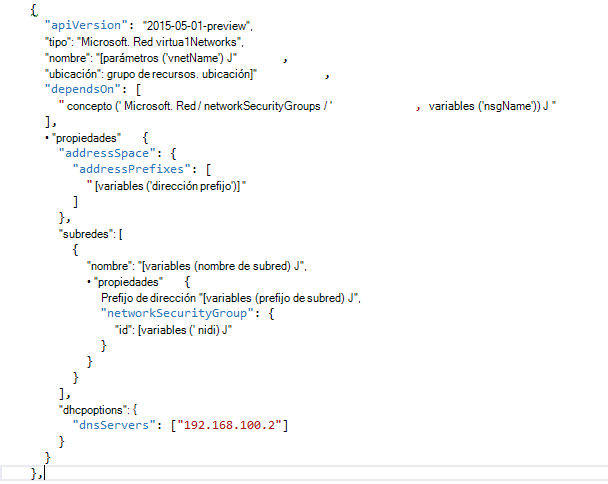 {
"apiVersion": "2015-05-01-preview",
"tipo": "Microsoft. Red virtua1Networks",
"nombre": "[parámetros ('vnetName') J" ,
"ubicación": grupo de recursos. ubicación]" ,
"dependsOn": [
" concepto (' Microsoft. Red / networkSecurityGroups / ' , variables ('nsgName')) J "
],
• "propiedades" {
"addressSpace": {
"addressPrefixes": [
" [variables ('dirección prefijo')] "
]
},
"subredes": [
{
"nombre": "[variables (nombre de subred) J",
• "propiedades" {
Prefijo de dirección "[variables (prefijo de subred) J",
"networkSecurityGroup": {
"id": [variables (' nidi) J"
}
}
}
],
"dhcpoptions": {
"dnsServers": ["192.168.100.2"]
}
}
},